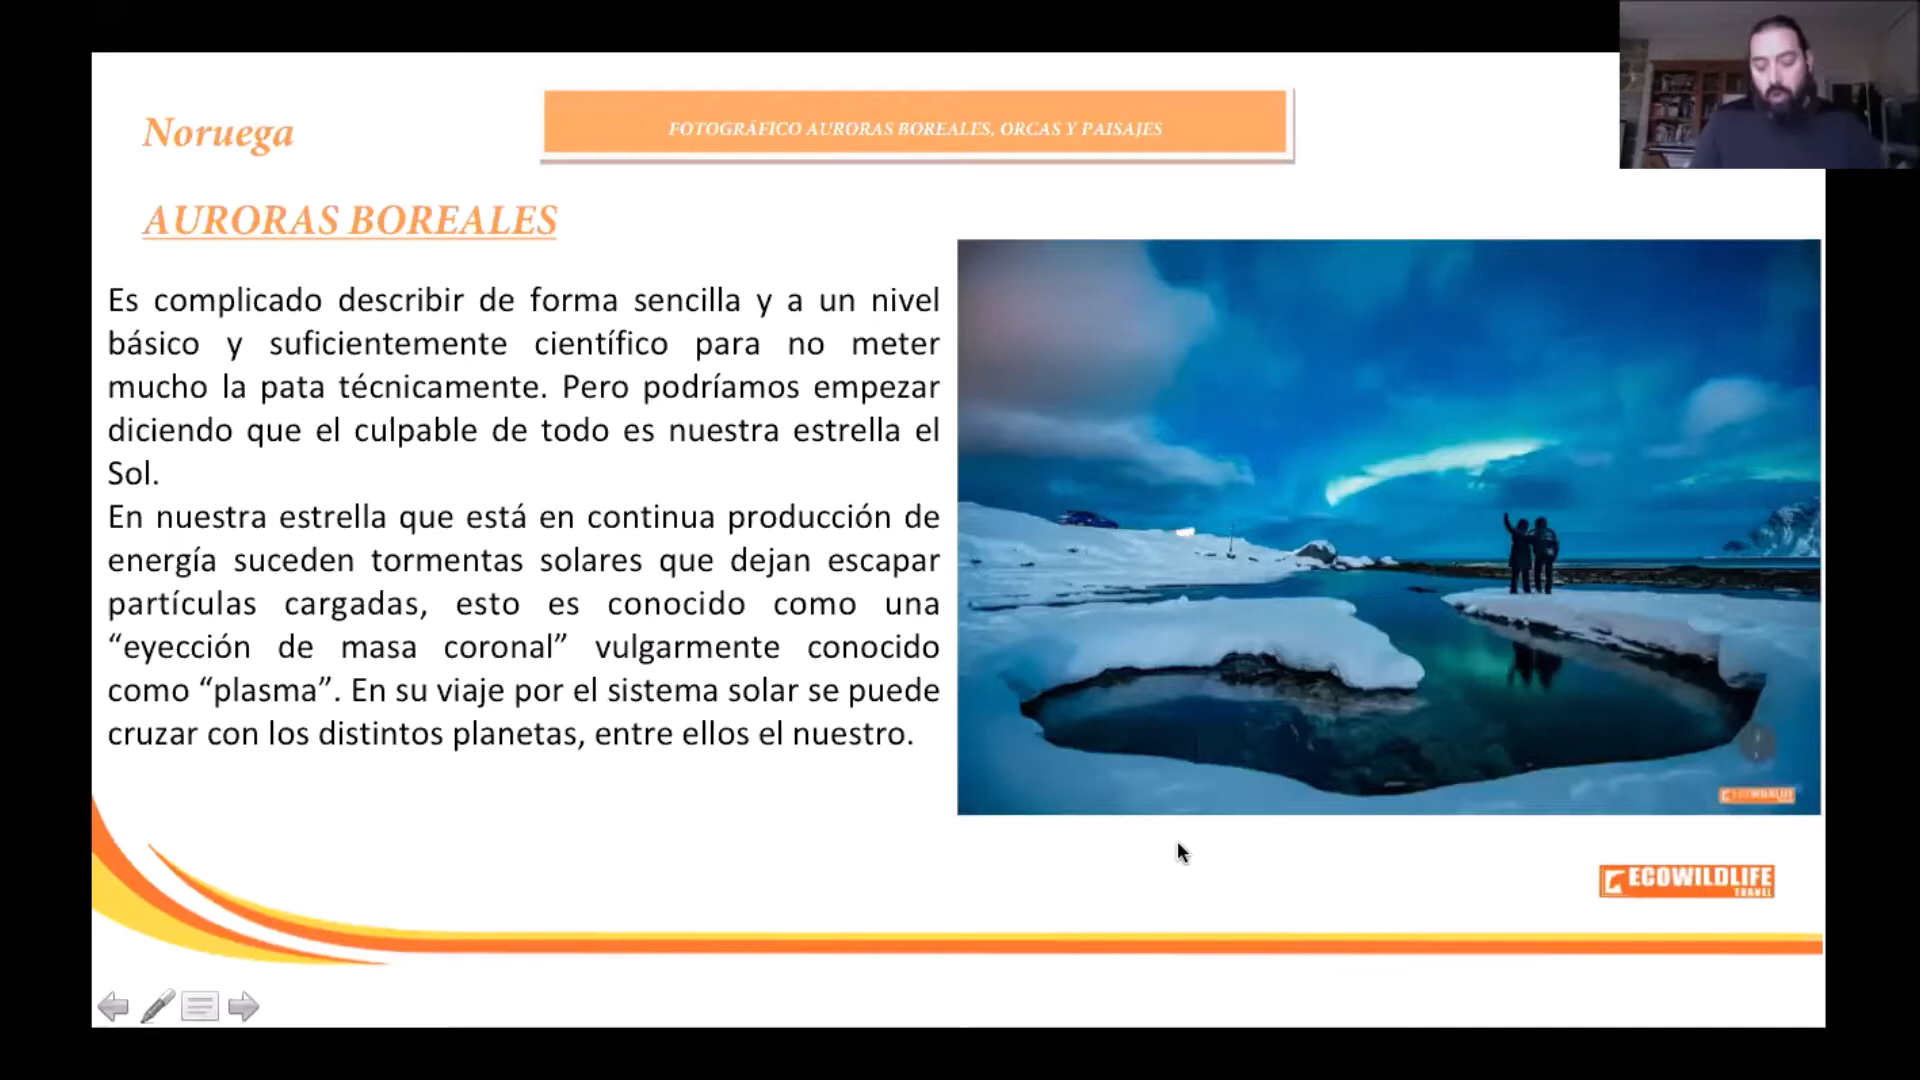 Noruega
FOTOGRÁFICO AURORAS BOREALES, ORCAS Y PAISAJES
AURORAS BOREALES
Es complicado describir de forma sencilla y a un nivel
básico y suficientemente científico para no meter
mucho la pata técnicamente. Pero podríamos empezar
diciendo que el culpable de todo es nuestra estrella el
Sol.
En nuestra estrella que está en continua producción de
energía suceden tormentas solares que dejan escapar
partículas cargadas, esto es conocido como una
“eyección de masa coronal” vulgarmente conocido
como “plasma”. En su viaje por el sistema solar se puede
cruzar con los distintos planetas, entre ellos el nuestro.
ECOWILDLIFE
ECOWILDLIFE
TRAVEL